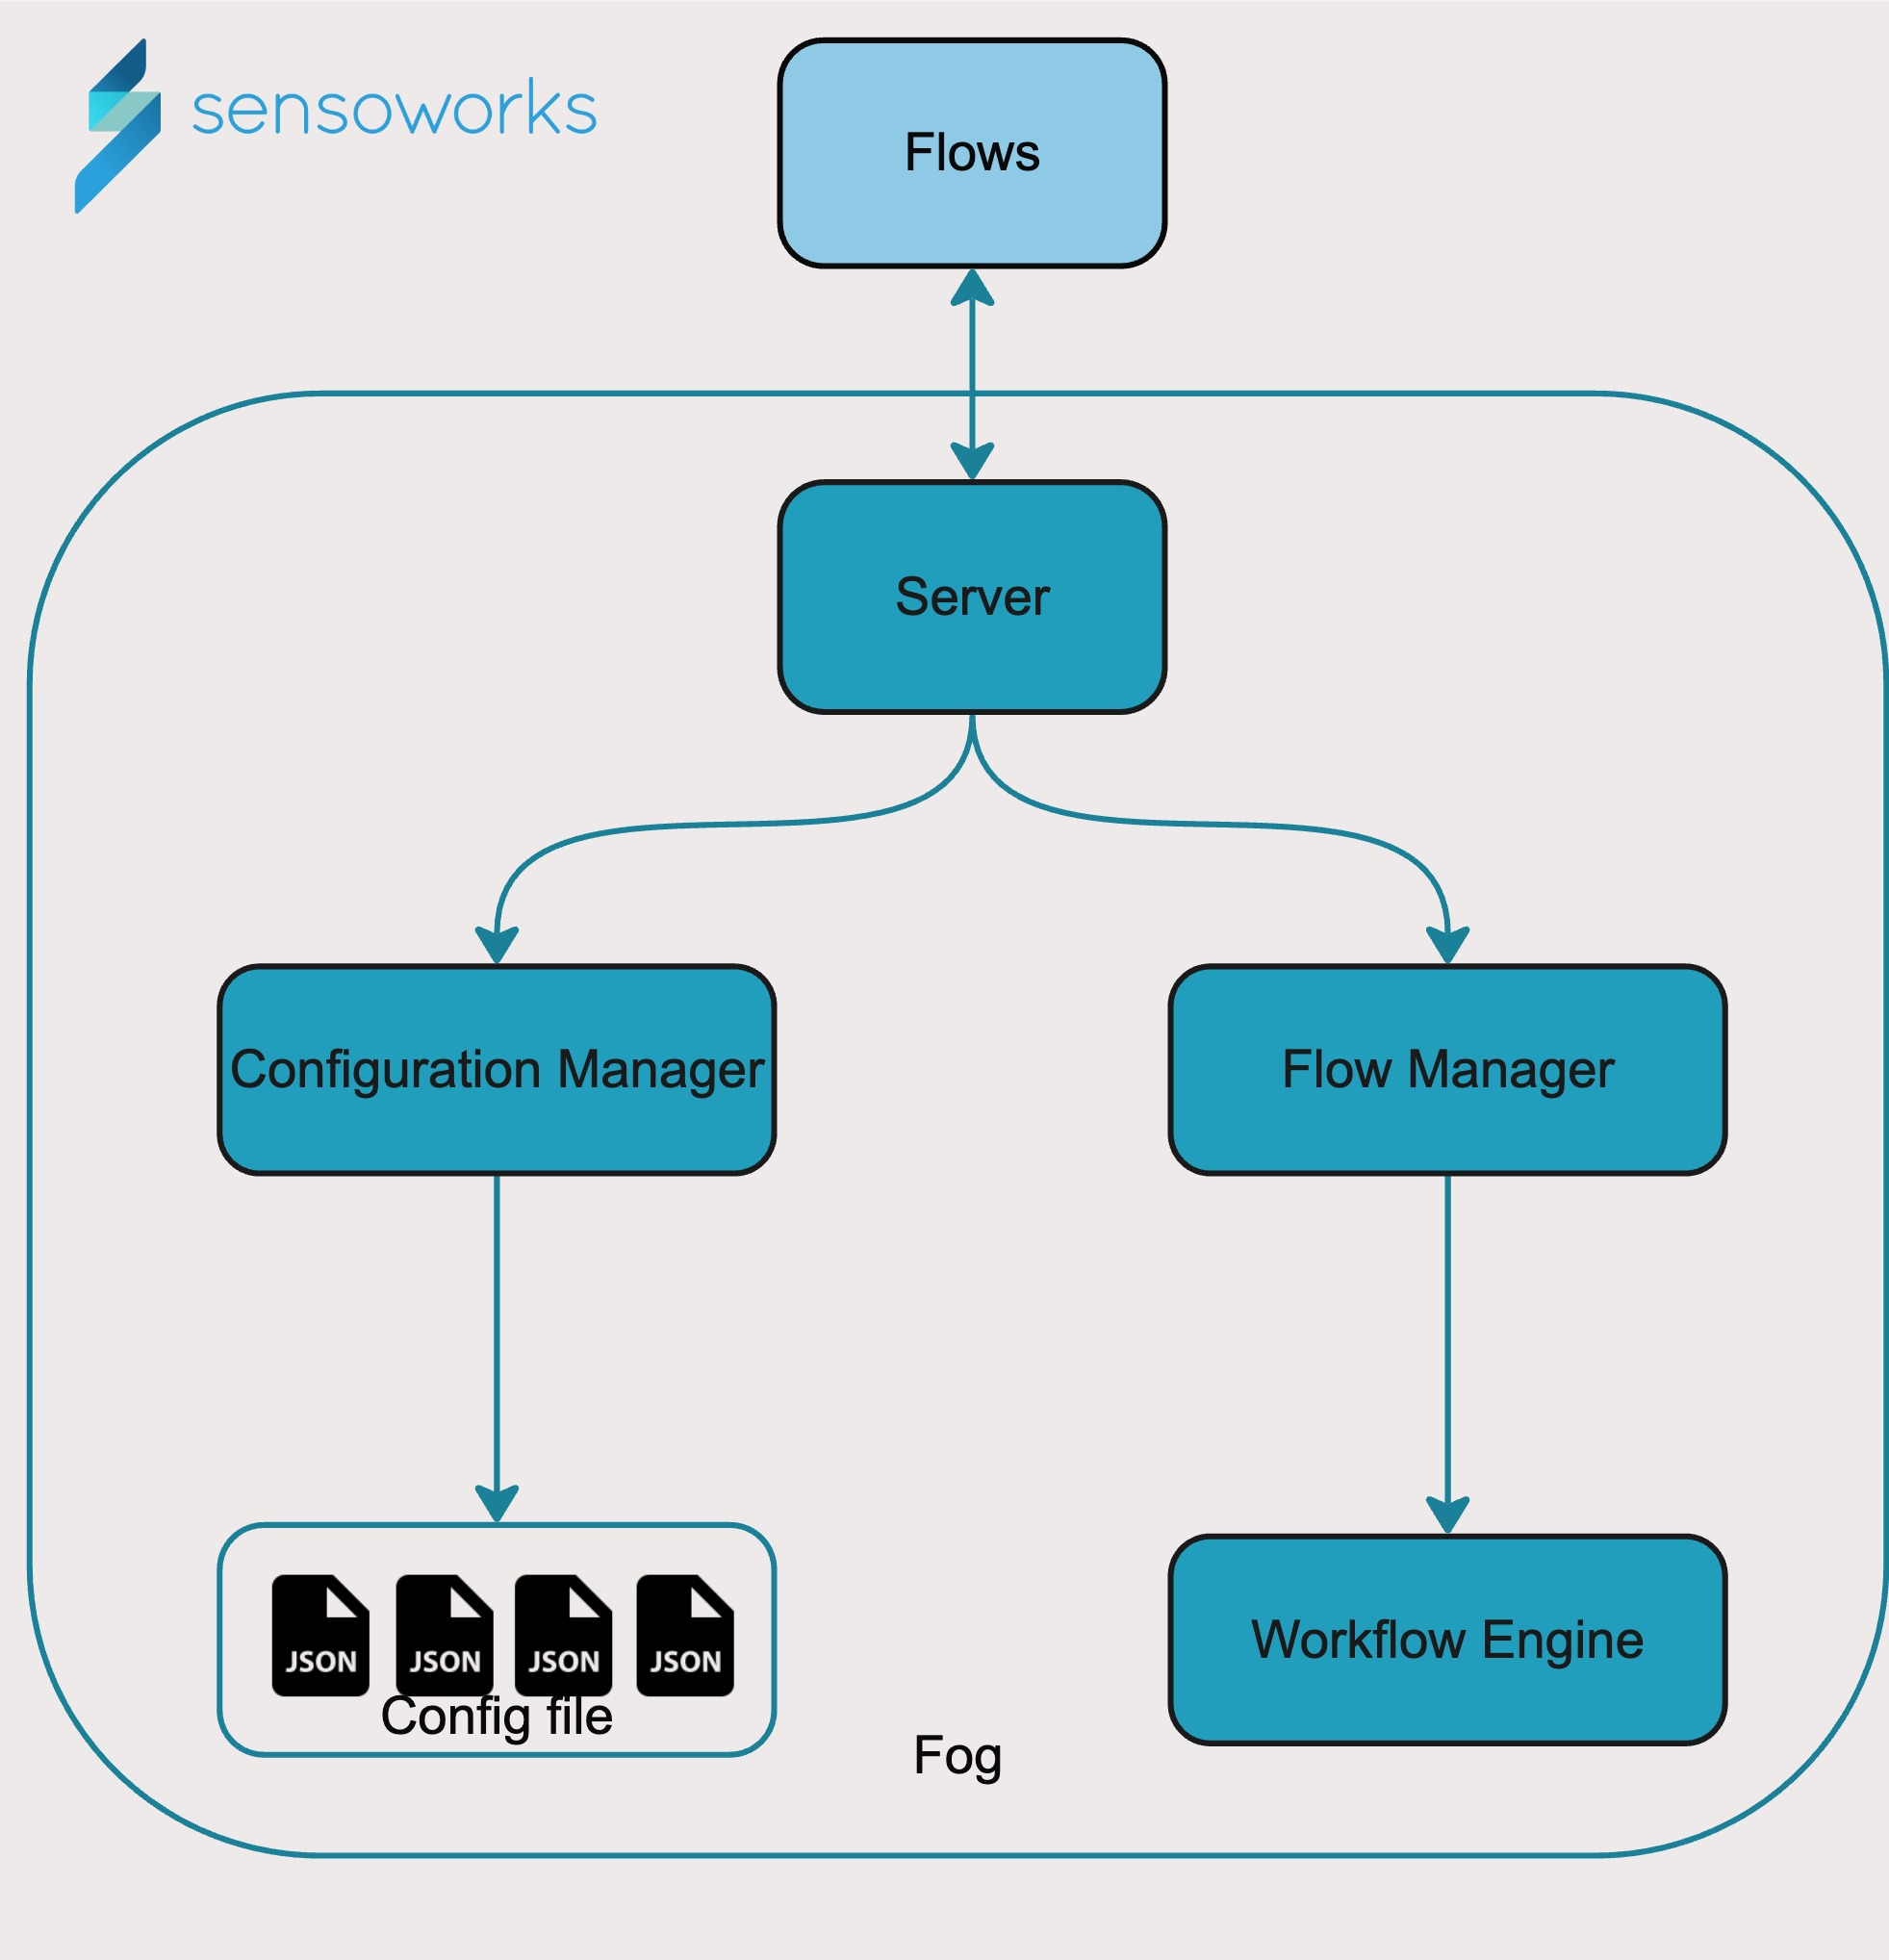 sensoworks
Flows
Server
Configuration Manager
Flow Manager
JSON JSON JSON JSON
Config file
Workflow Engine
Fog